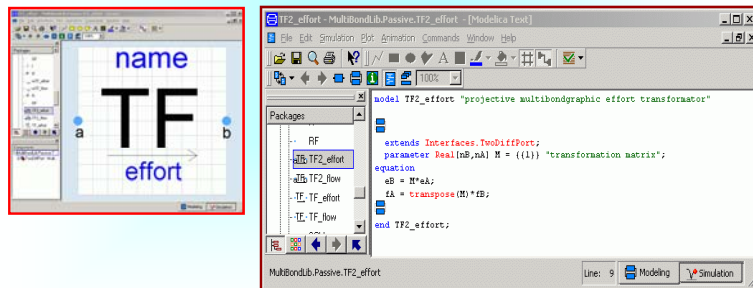 name
TF
a
b
effort
TF2_effort - MultiBondLib.Passive.TF2_effort - [Modelica Text]
File Edit Simulation Plot Animation Commands Window Help
100%
Packages
RF
TF2_effort
TF2_flow
TF_effort
TF_flow
model TF2_effort "projective multibondgraphic effort transformator"
extends Interfaces.TwoDiffPort;
parameter Real[nB,nA] M = {{1}} "transformation matrix";
equation
eB = M*eA;
fA = transpose(M)*fB;
end TF2_effort;
MultiBondLib.Passive.TF2_effort
Line: 9
Modeling
Simulation